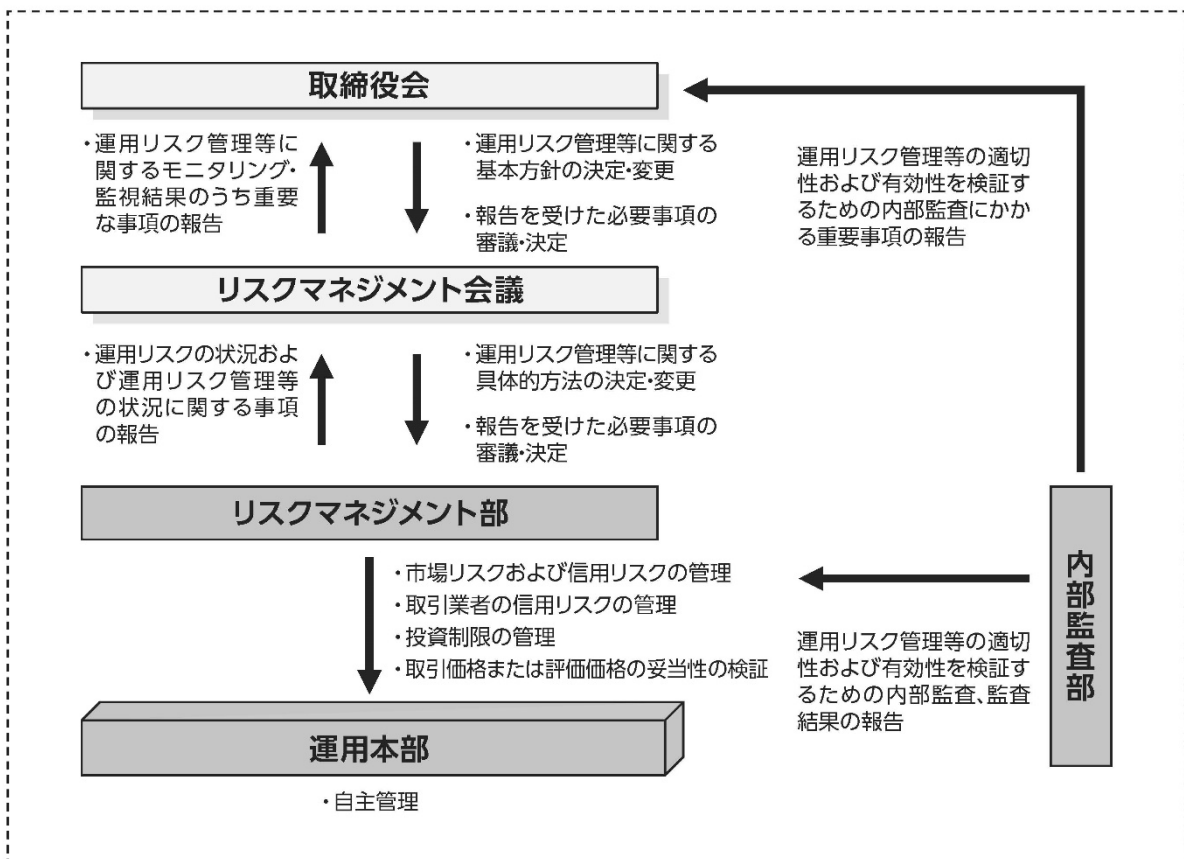 取締役会
・運用リスク管理等に
関するモニタリング・
監視結果のうち重要
な事項の報告
・運用リスク管理等に関する
基本方針の決定・変更
・報告を受けた必要事項の
審議・決定
運用リスク管理等の適切
性および有効性を検証す
るための内部監査にかか
る重要事項の報告
リスクマネジメント会議
・運用リスクの状況およ
び運用リスク管理等
の状況に関する事項
の報告
・運用リスク管理等に関する
具体的方法の決定・変更
・報告を受けた必要事項の
審議・決定
リスクマネジメント部
・市場リスクおよび信用リスクの管理
・取引業者の信用リスクの管理
・投資制限の管理
・取引価格または評価価格の妥当性の検証
内部監査部
運用リスク管理等の適切
性および有効性を検証す
るための内部監査、監査
結果の報告
運用本部
・自主管理